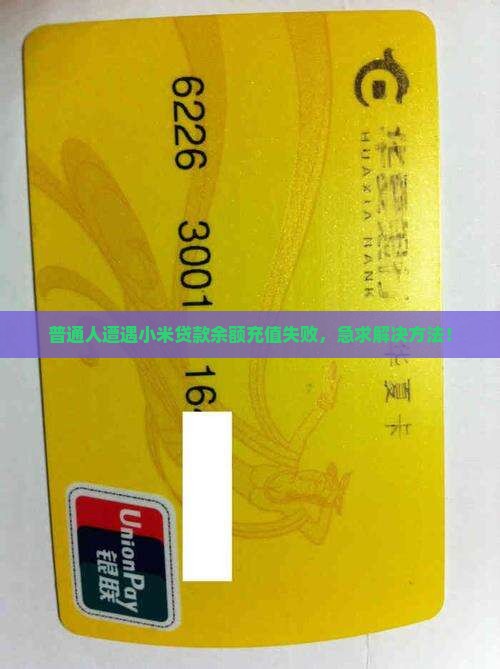 华夏银行
HUAXIA BANK
6226 3001 16
普通人遭遇小米贷款余额充值失败，急求解决方法！
华夏卡
UnionPay
银联